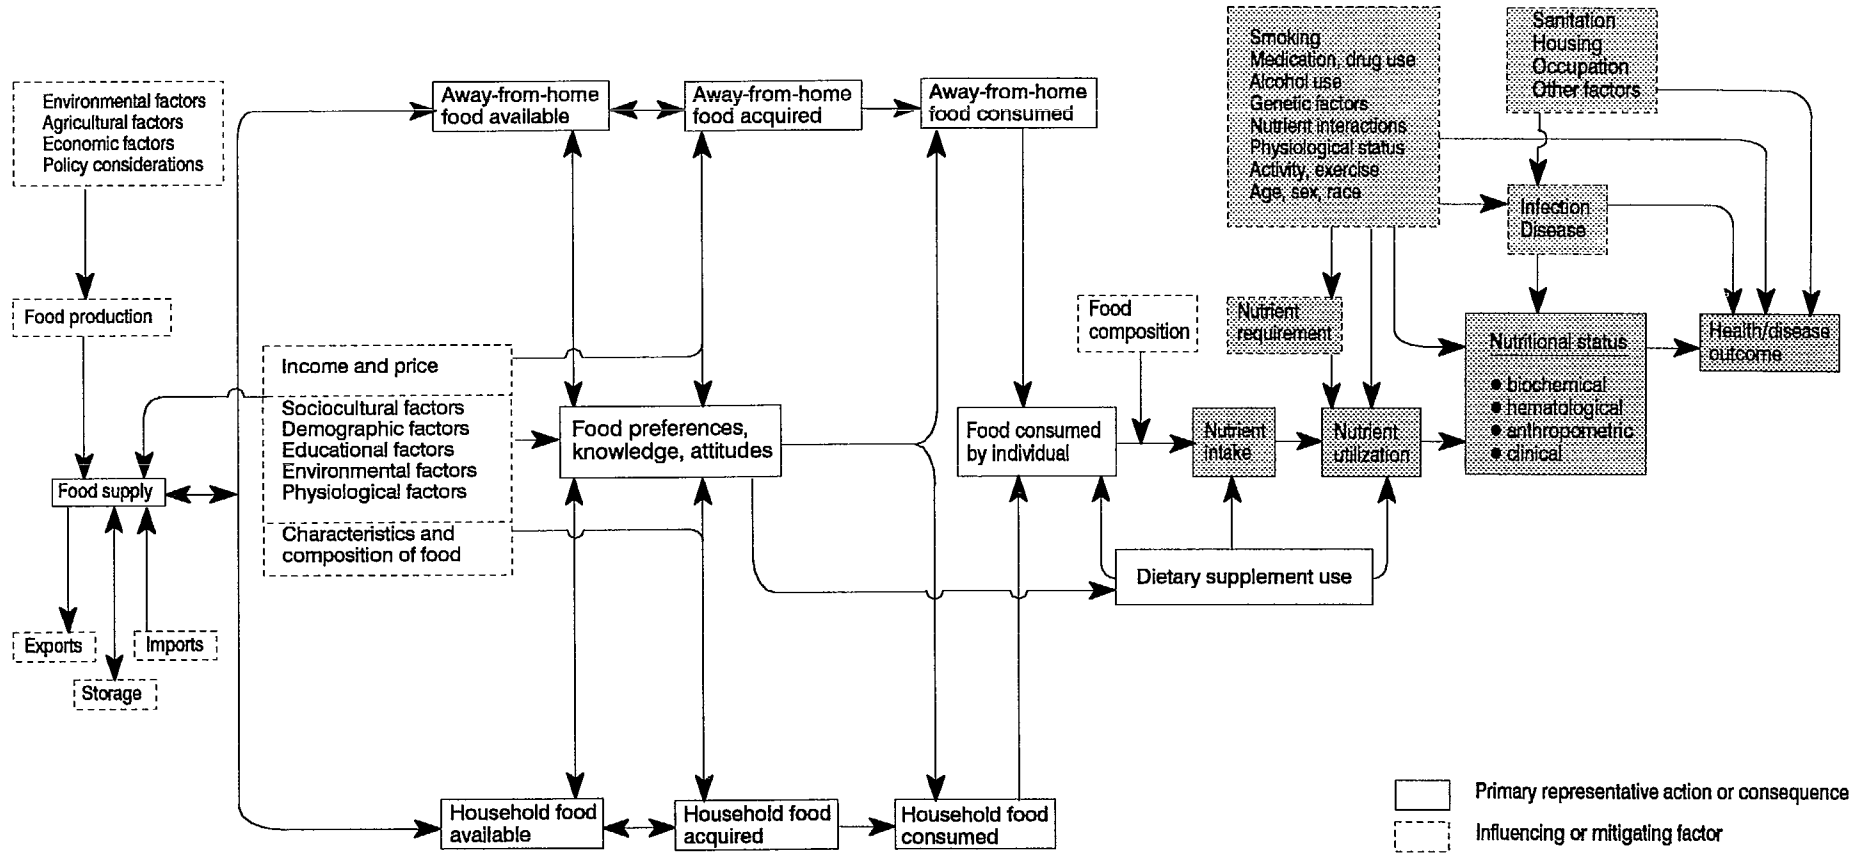 Environmental factors
Agricultural factors
Economic factors
Policy considerations
Food production
Food supply
Exports
Imports
Storage
Away-from-home
food available
Away-from-home
food acquired
Away-from-home
food consumed
Income and price
Sociocultural factors
Demographic factors
Educational factors
Environmental factors
Physiological factors
Characteristics and
composition of food
Food preferences,
knowledge, attitudes
Household food
available
Household food
acquired
Household food
consumed
Food consumed
by individual
Food
composition
Dietary supplement use
Smoking
Medication, drug use
Alcohol use
Genetic factors
Nutrient interactions
Physiological status
Activity, exercise
Age, sex, race
Sanitation
Housing
Occupation
Other factors
Infection
Disease
Nutrient
requirement
Nutrient
intake
Nutrient
utilization
Nutritional status
● biochemical
● hematological
● anthropometric
● clinical
Health/disease
outcome
Primary representative action or consequence
Influencing or mitigating factor